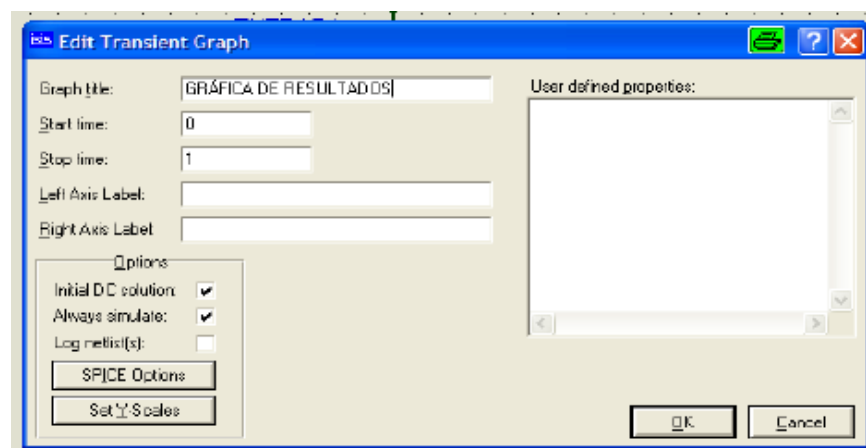 isis Edit Transient Graph
Graph title: GRÁFICA DE RESULTADOS
User defined properties:
Start time: 0
Stop time: 1
Left Axis Label:
Right Axis Label:
Options
Initial DC solution:
Always simulate:
Log netlist(s):
SPICE Options
Set Y-Scales
OK
Cancel